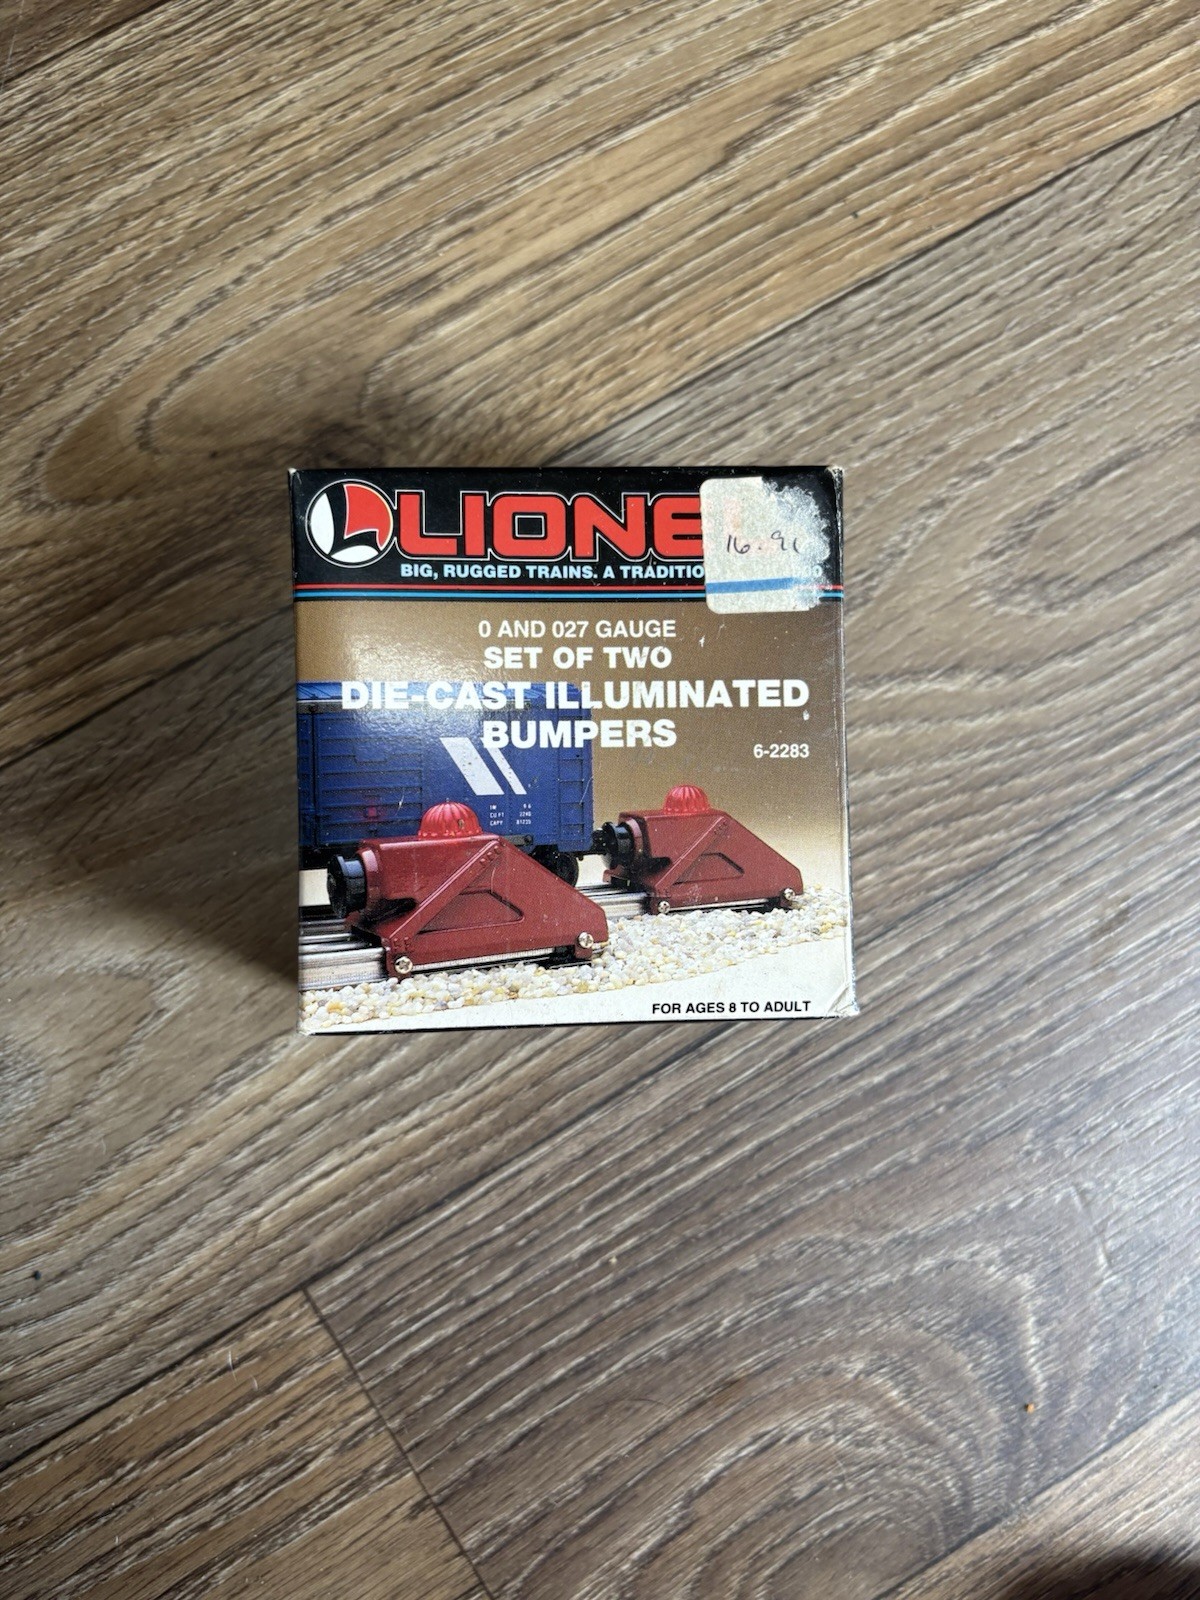 LIONE
16.91
BIG, RUGGED TRAINS. A TRADITIO
0 AND 027 GAUGE
SET OF TWO
DIE-CAST ILLUMINATED
BUMPERS
6-2283
FOR AGES 8 TO ADULT